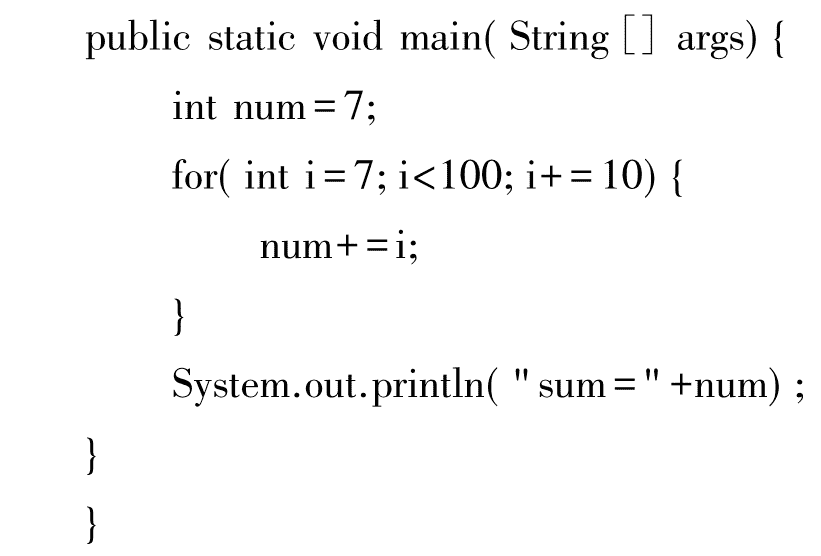 public static void main( String [] args) {
int num=7;
for( int i=7; i<100; i+=10) {
num+=i;
}
System.out.println( "sum=" +num) ;
}
}